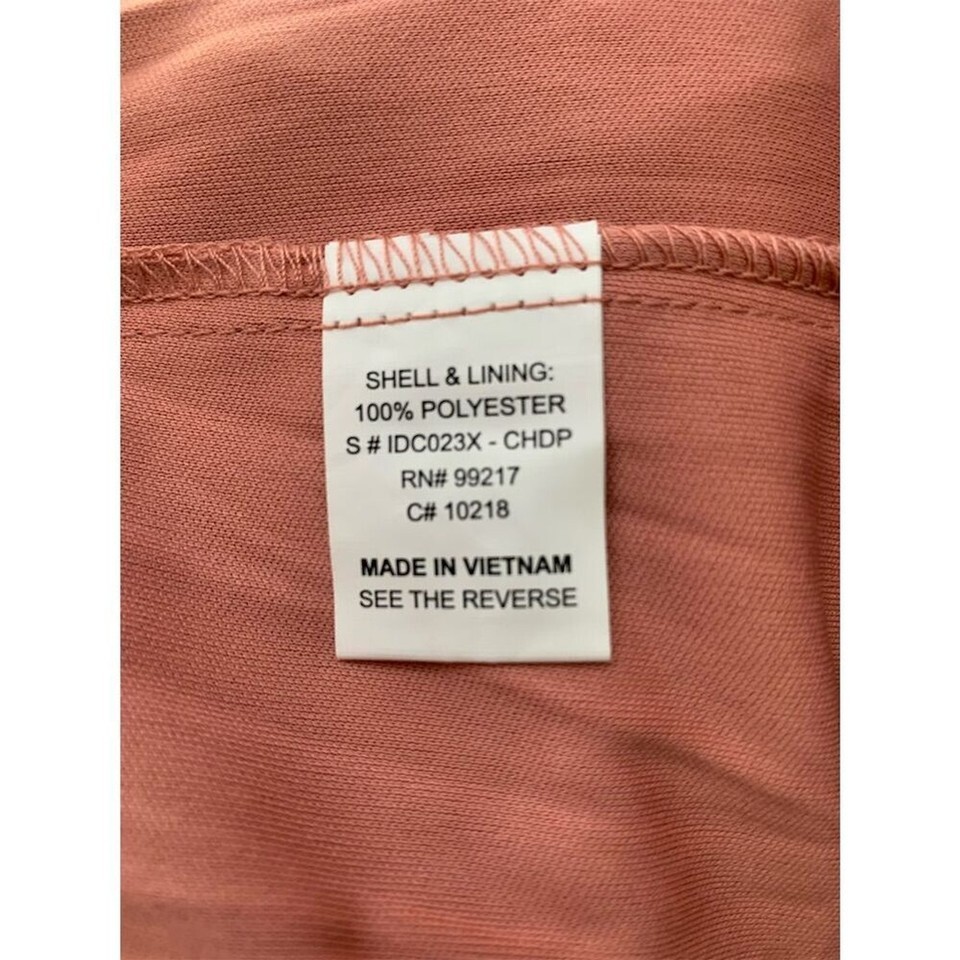 SHELL & LINING:
100% POLYESTER
S # IDC023X - CHDP
RN# 99217
C# 10218
MADE IN VIETNAM
SEE THE REVERSE